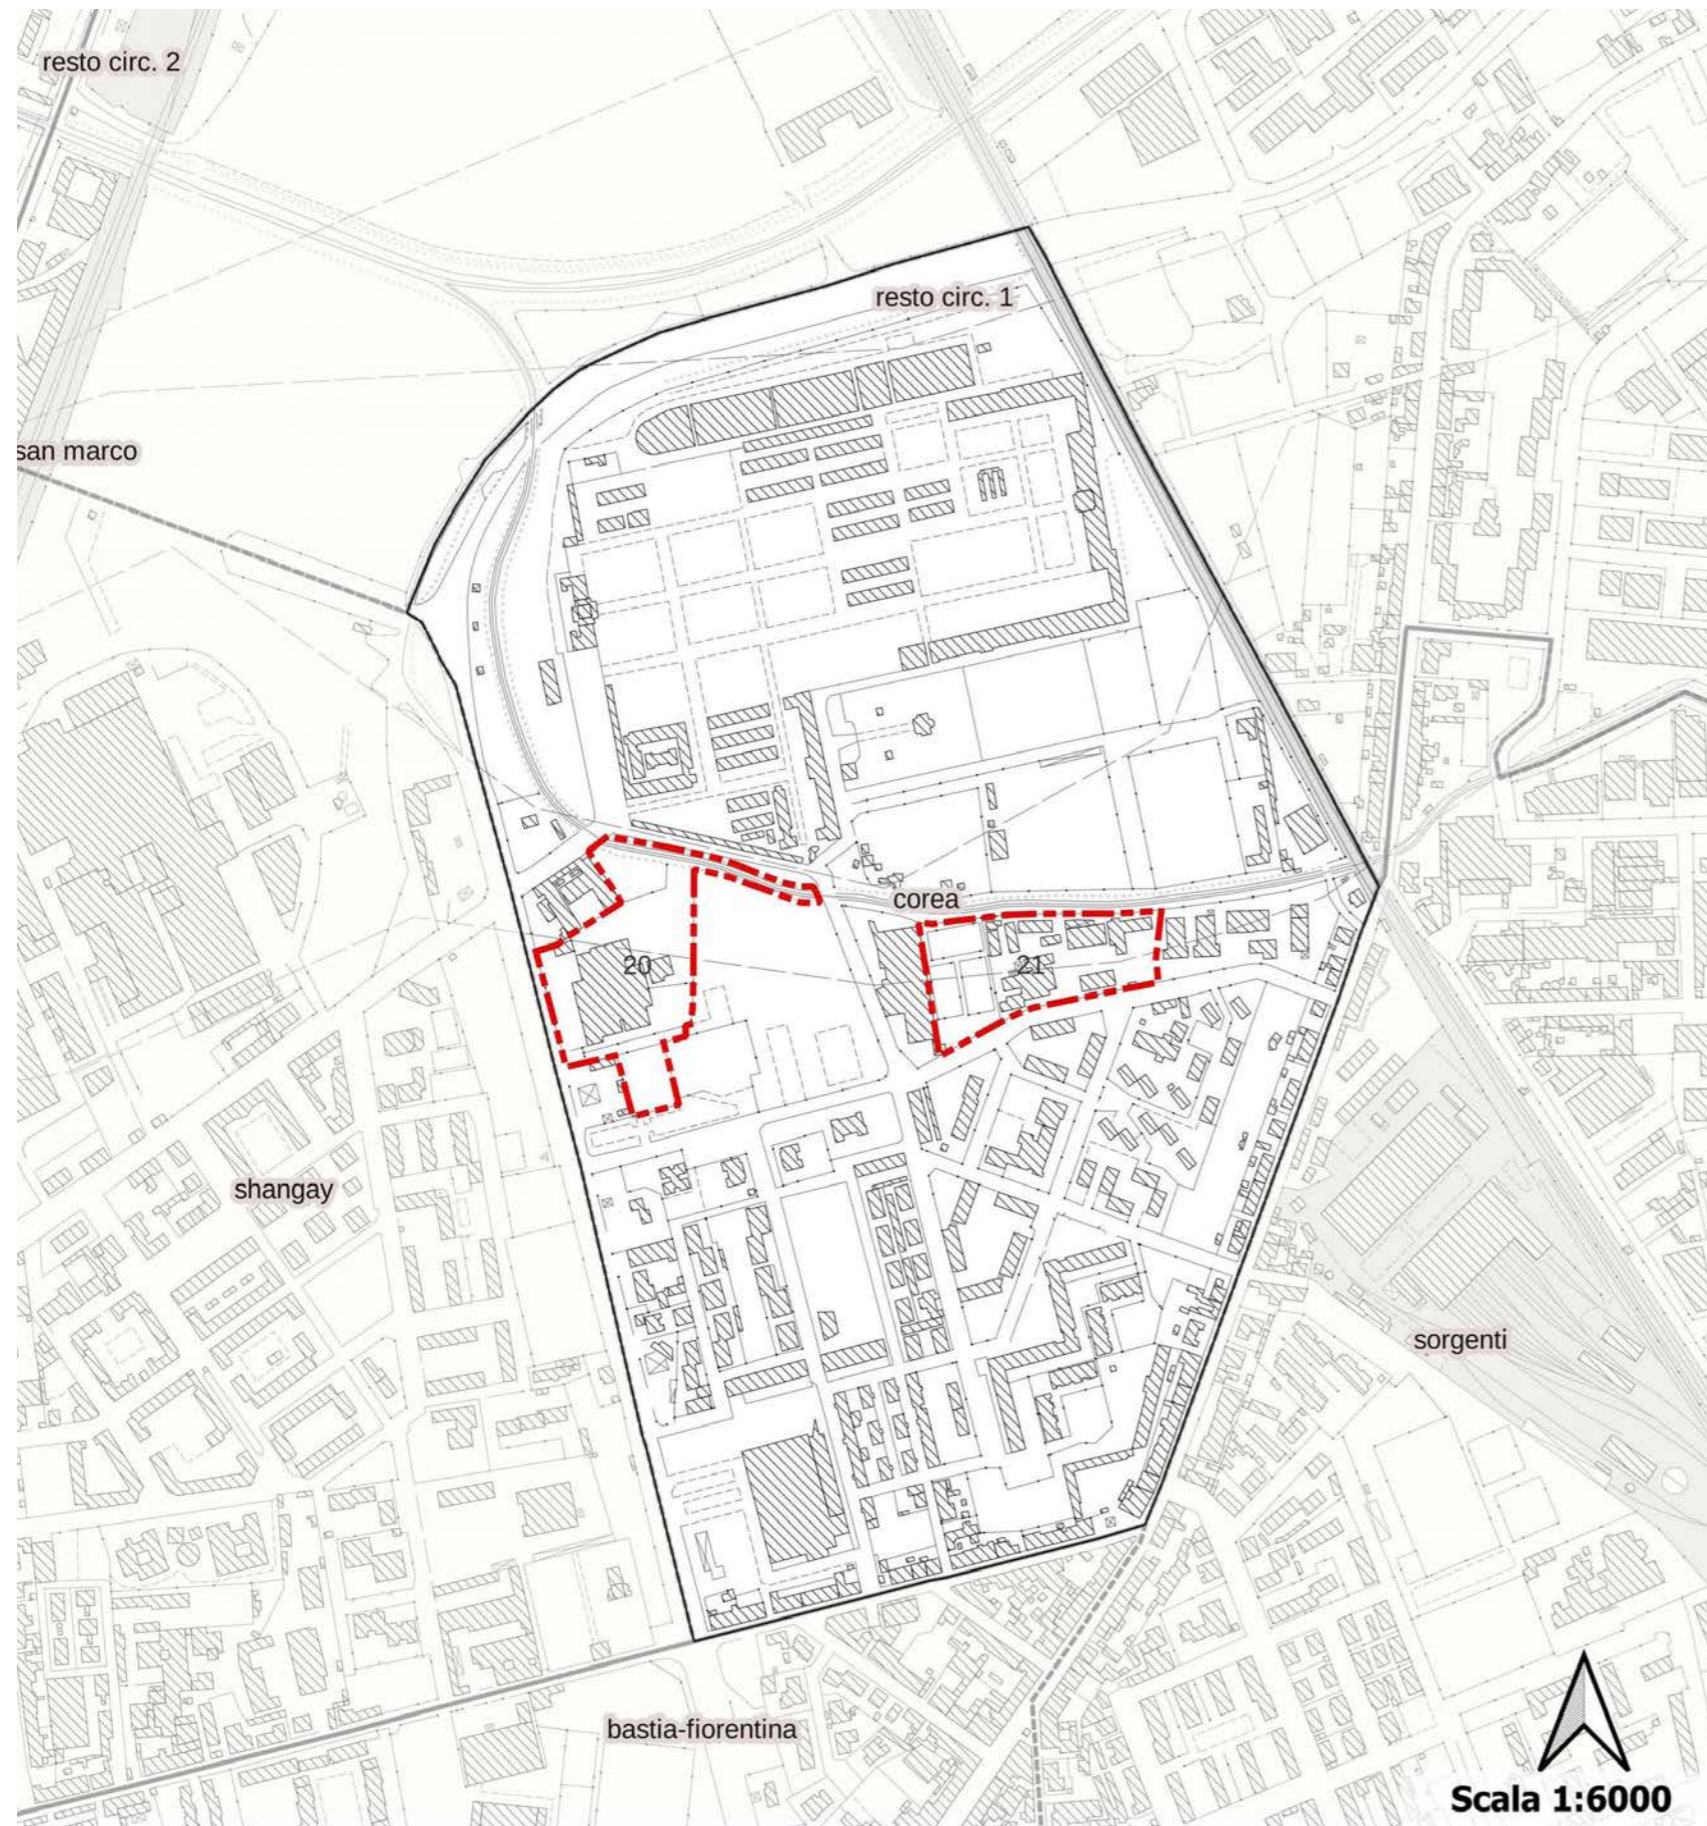 resto circ. 2
resto circ. 1
san marco
corea
20
21
shangay
sorgenti
bastia-fiorentina
Scala 1:6000